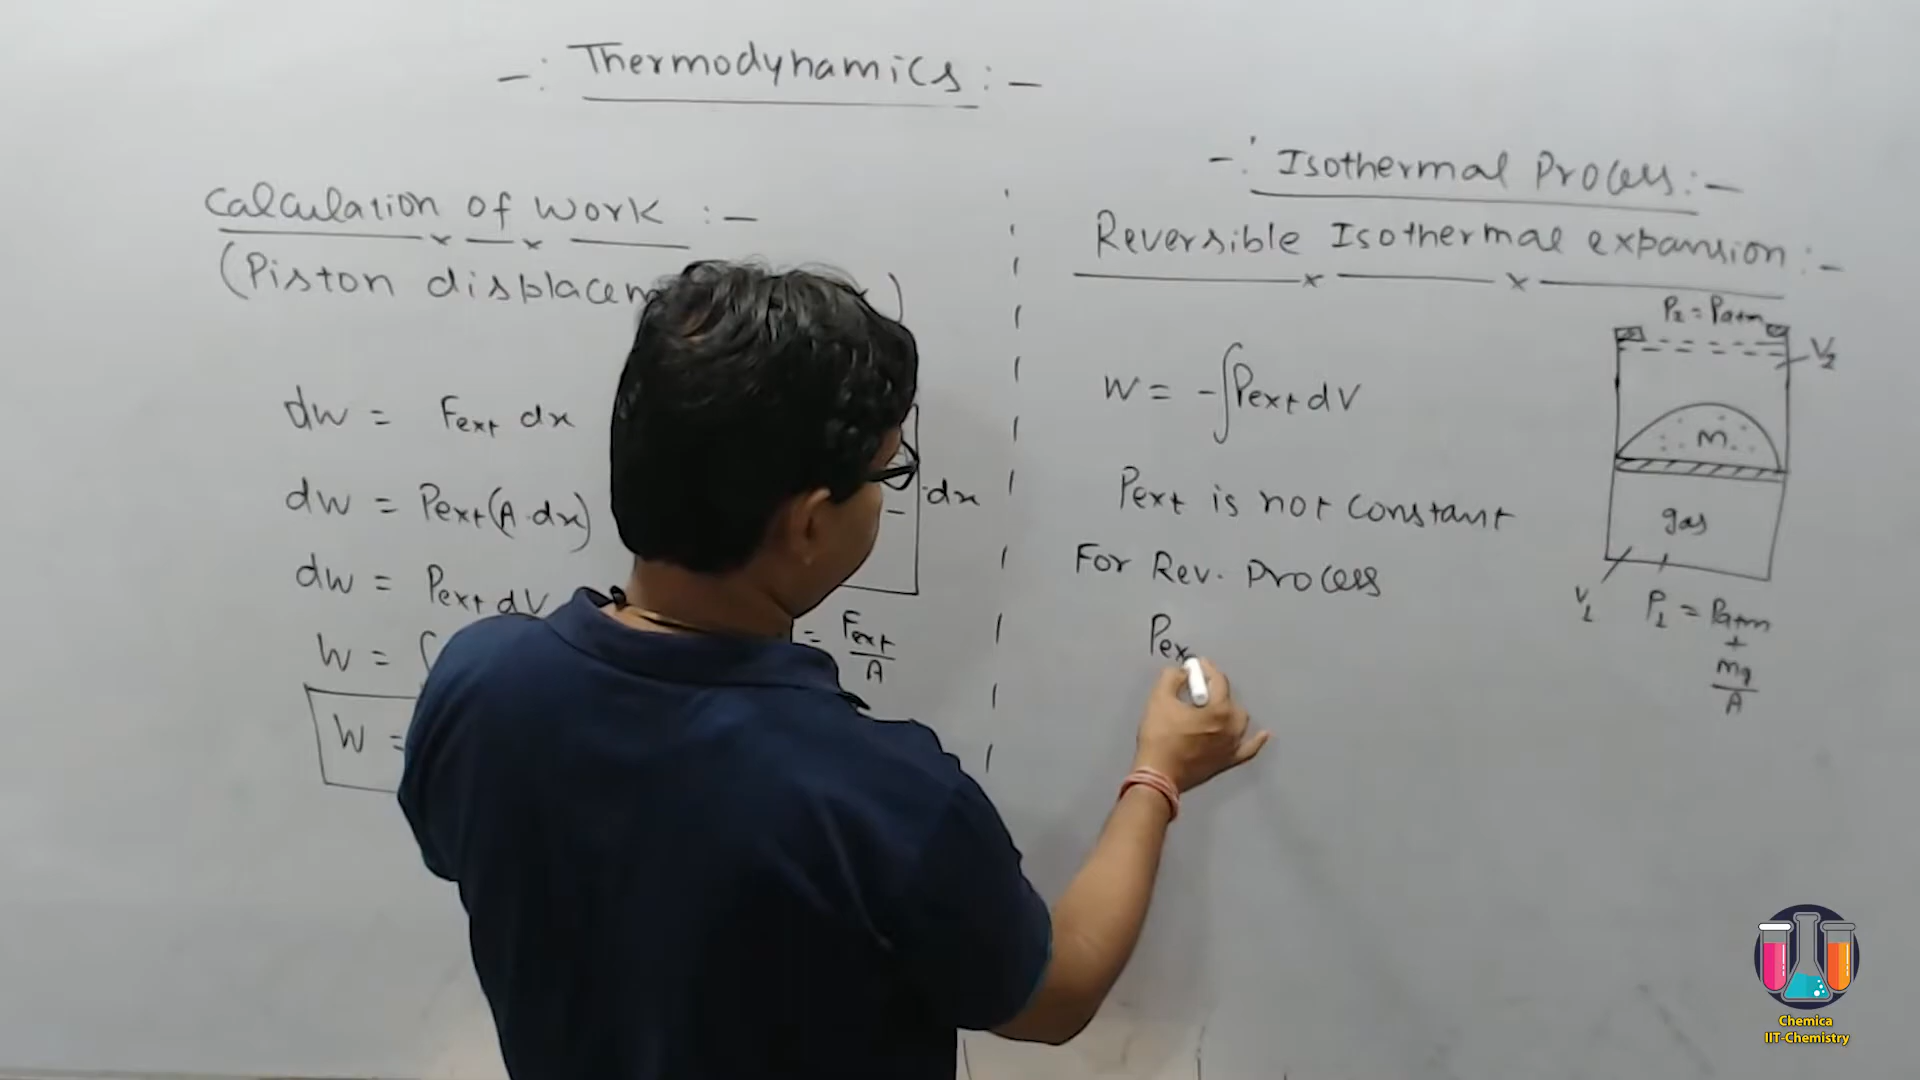 -: Thermodynamics :-
Calculation of work :-
(Piston displacem )
dw = Fext dx
dw = Pext(A.dx)
dw = Pext dV
W = ∫
W =
dx
= Fext/A
-: Isothermal Process :-
Reversible Isothermal expansion :-
W = -∫Pext dV
Pext is not constant
For Rev. Process
Pex
P2 = Patm
V2
m
gas
V1
P1 = Patm
+
mg/A
Chemica
IIT-Chemistry